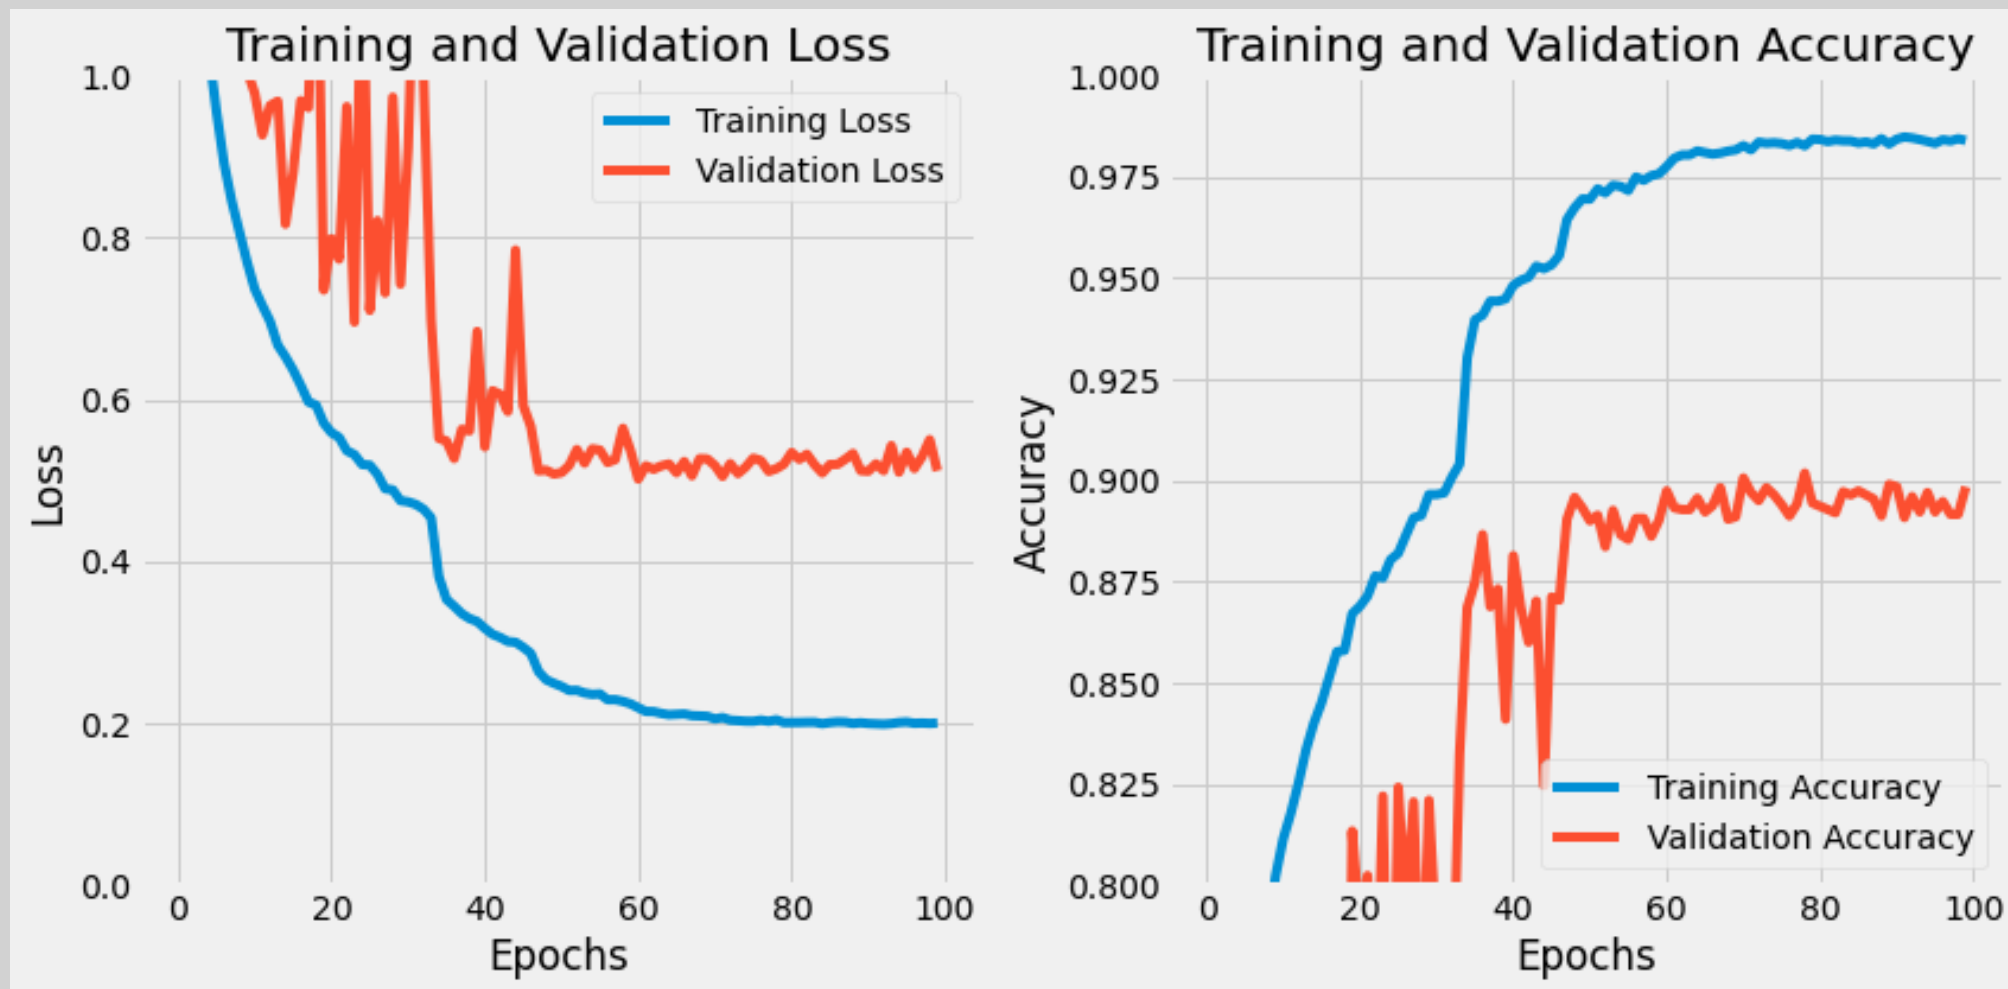 Training and Validation Loss
1.0
0.8
0.6
0.4
0.2
0.0
Loss
Training Loss
Validation Loss
0 20 40 60 80 100
Epochs
Training and Validation Accuracy
1.000
0.975
0.950
0.925
0.900
0.875
0.850
0.825
0.800
Accuracy
Training Accuracy
Validation Accuracy
0 20 40 60 80 100
Epochs